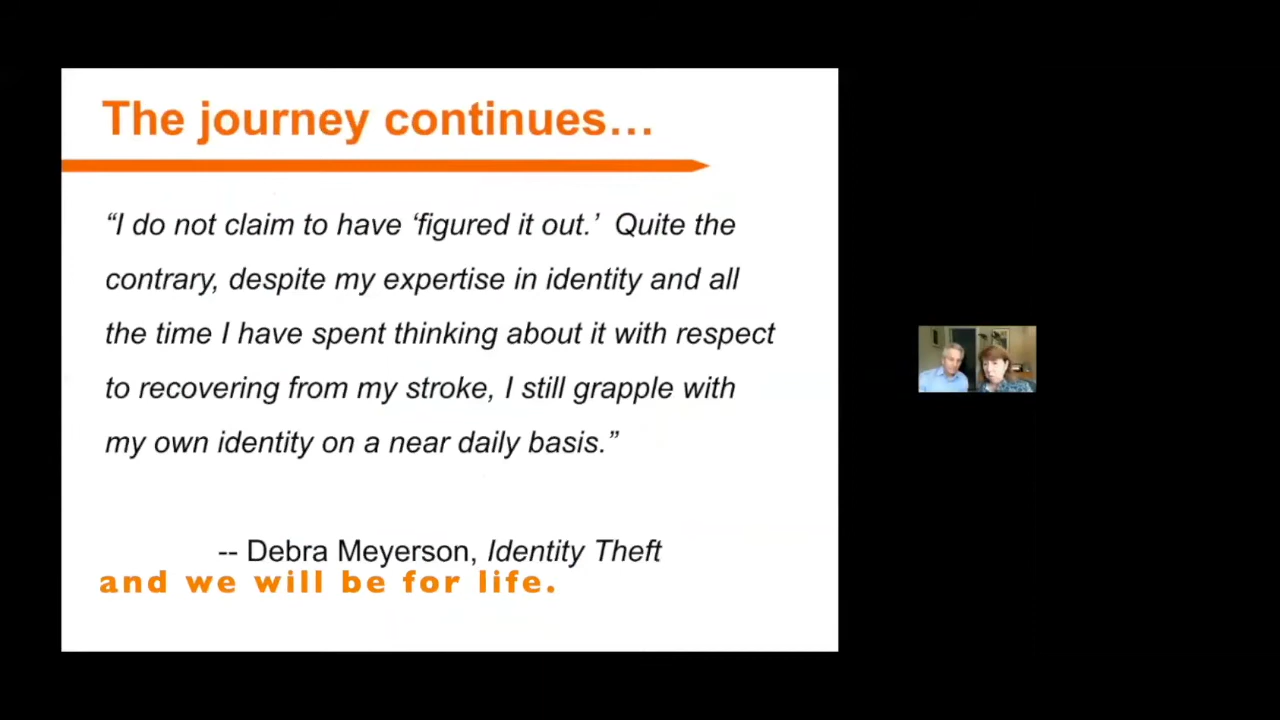 The journey continues…
“I do not claim to have ‘figured it out.’  Quite the
contrary, despite my expertise in identity and all
the time I have spent thinking about it with respect
to recovering from my stroke, I still grapple with
my own identity on a near daily basis.”
-- Debra Meyerson, Identity Theft
and we will be for life.